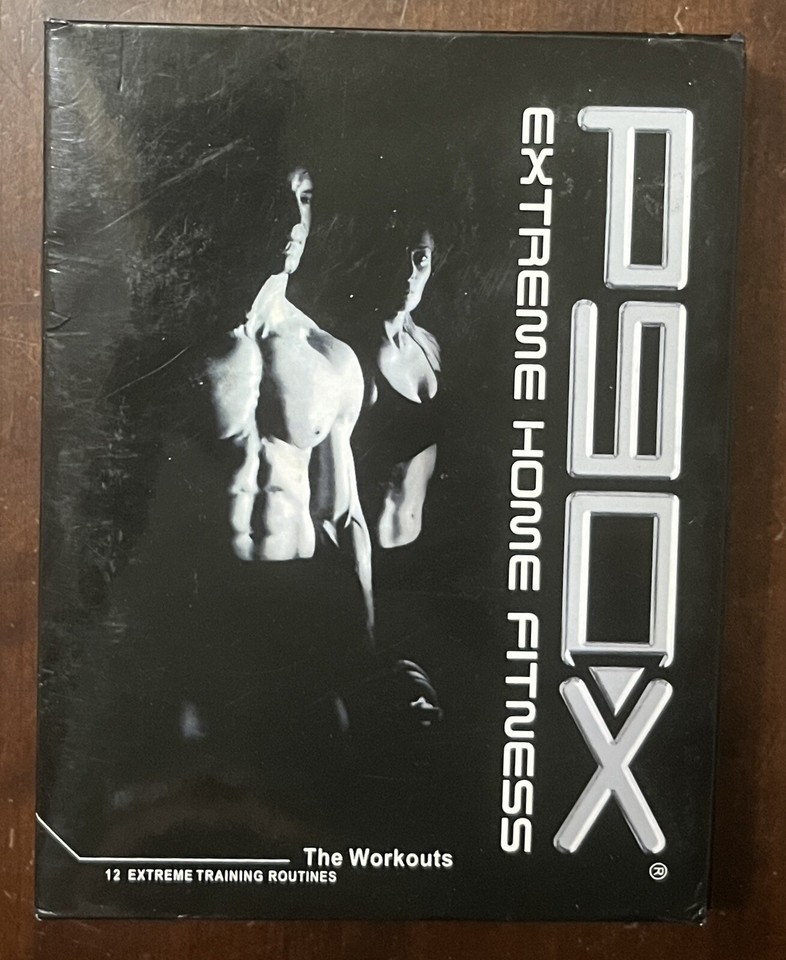 P90X®
EXTREME HOME FITNESS
The Workouts
12 EXTREME TRAINING ROUTINES